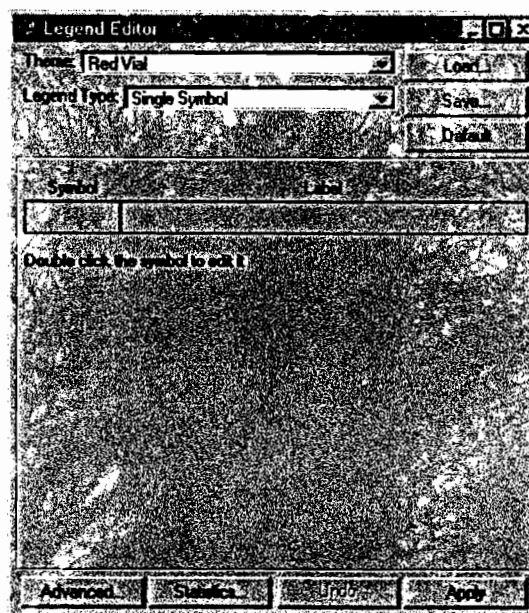 Legend Editor
Theme: Red Vial
Load...
Legend Type: Single Symbol
Save...
Default
Symbol Label
Double click the symbol to edit it
Advanced... Statistics... Undo Apply